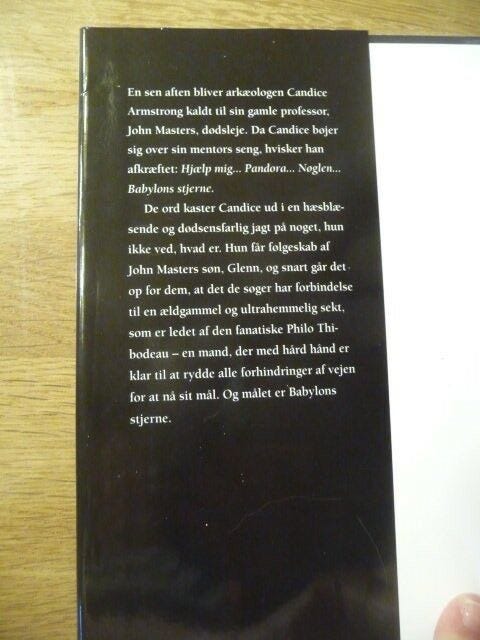 En sen aften bliver arkæologen Candice
Armstrong kaldt til sin gamle professor,
John Masters, dødsleje. Da Candice bøjer
sig over sin mentors seng, hvisker han
afkræftet: Hjælp mig... Pandora... Nøglen...
Babylons stjerne.
De ord kaster Candice ud i en hæsblæ-
sende og dødsensfarlig jagt på noget, hun
ikke ved, hvad er. Hun får følgeskab af
John Masters søn, Glenn, og snart går det
op for dem, at det de søger har forbindelse
til en ældgammel og ultrahemmelig sekt,
som er ledet af den fanatiske Philo Thi-
bodeau – en mand, der med hård hånd er
klar til at rydde alle forhindringer af vejen
for at nå sit mål. Og målet er Babylons
stjerne.